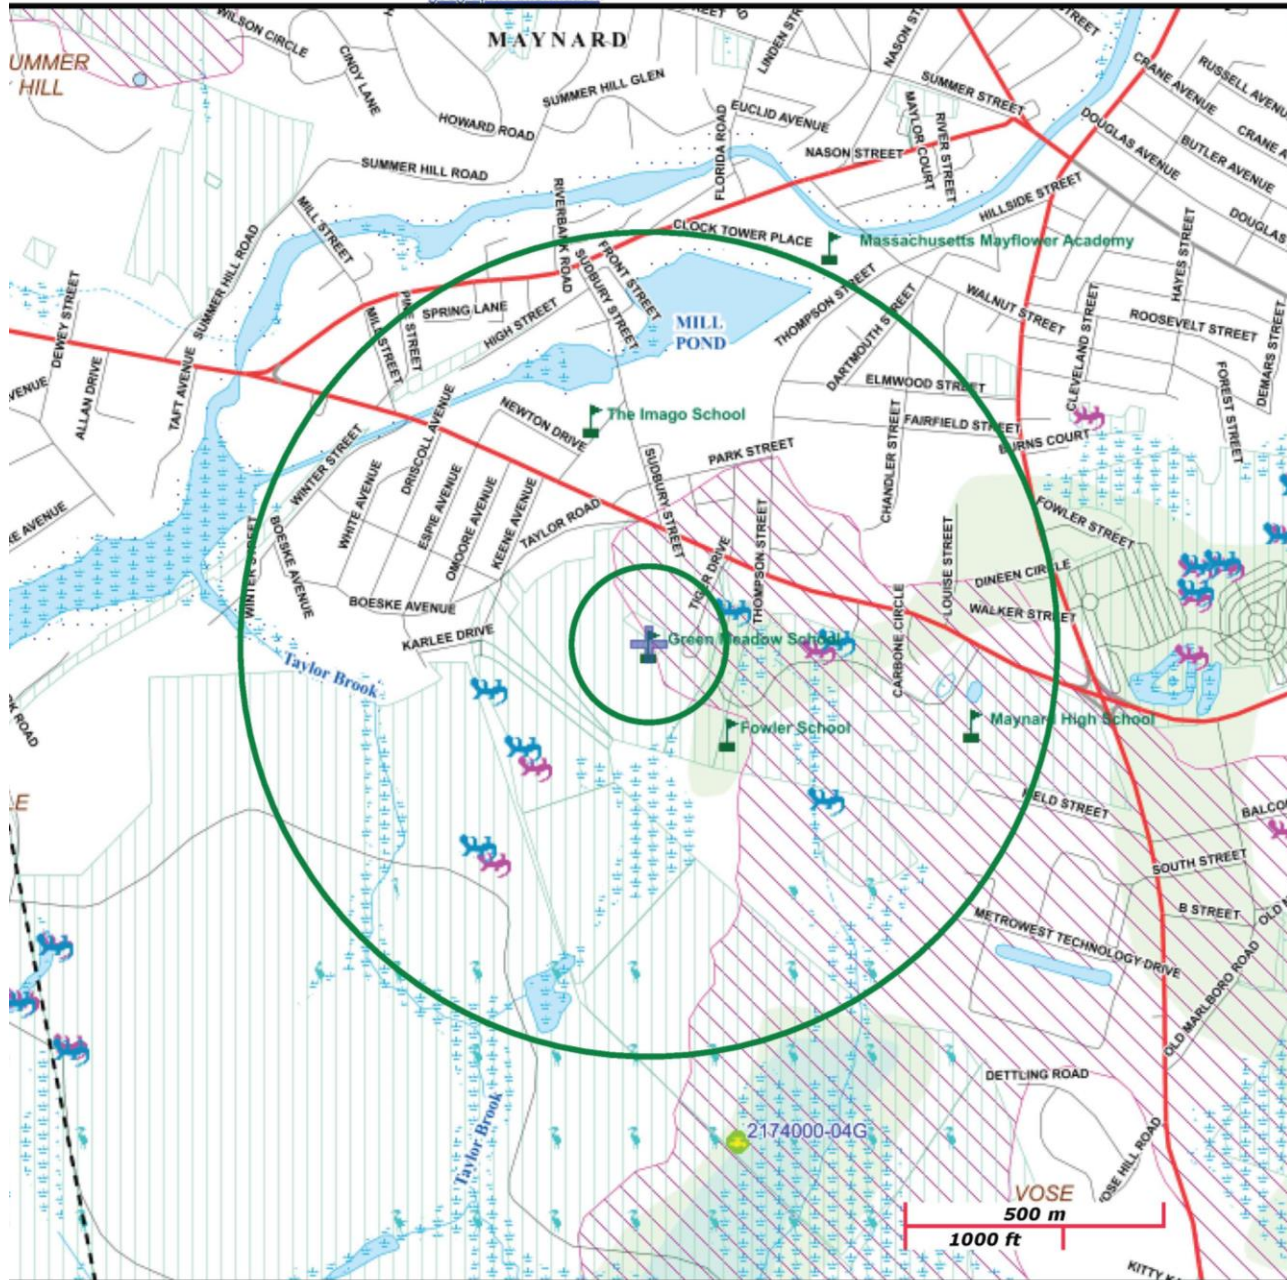 MAYNARD
WILSON CIRCLE
CINDY LANE
SUMMER HILL GLEN
LINDEN STR
NASON ST
STREET
SUMMER STREET
CRANE AVENUE
RUSSELL AVENU
UMMER
HILL
HOWARD ROAD
EUCLID AVENUE
MAYLOR COURT
RIVER STREET
DOUGLAS AVENUE
CRANE A
BUTLER AVENUE
FLORIDA ROAD
NASON STREET
SUMMER HILL ROAD
HILLSIDE STREET
DOUGLAS
MILL STREET
RIVERBANK ROAD
CLOCK TOWER PLACE
Massachusetts Mayflower Academy
SUMMER HILL ROAD
FRONT STREET
SUDBURY STREET
HAYES STREET
DEWEY STREET
PINE STREET
SPRING LANE
HIGH STREET
MILL
POND
THOMPSON STREET
DARTMOUTH STREET
WALNUT STREET
CLEVELAND STREET
ROOSEVELT STREET
MILL STREET
DEMARS STREET
AVENUE
ALLAN DRIVE
TAFT AVENUE
ELMWOOD STREET
FOREST STREET
DRISCOLL AVENUE
NEWTON DRIVE
The Imago School
FAIRFIELD STREET
BURNS COURT
WINTER STREET
PARK STREET
CHANDLER STREET
WHITE AVENUE
ESPIE AVENUE
OMOORE AVENUE
KEENE AVENUE
TAYLOR ROAD
SUDBURY STREET
THOMPSON STREET
FOWLER STREET
E AVENUE
WINTER STREET
BOESKE AVENUE
TIGER DRIVE
LOUISE STREET
DINEEN CIRCLE
BOESKE AVENUE
WALKER STREET
KARLEE DRIVE
Green Meadow School
CARBONE CIRCLE
Taylor Brook
K ROAD
Fowler School
Maynard High School
LE
FIELD STREET
BALCO
SOUTH STREET
B STREET
OLD M
METROWEST TECHNOLOGY DRIVE
OLD MARLBORO ROAD
DETTLING ROAD
Taylor Brook
2174000-04G
VOSE HILL ROAD
VOSE
500 m
1000 ft
KITTY K